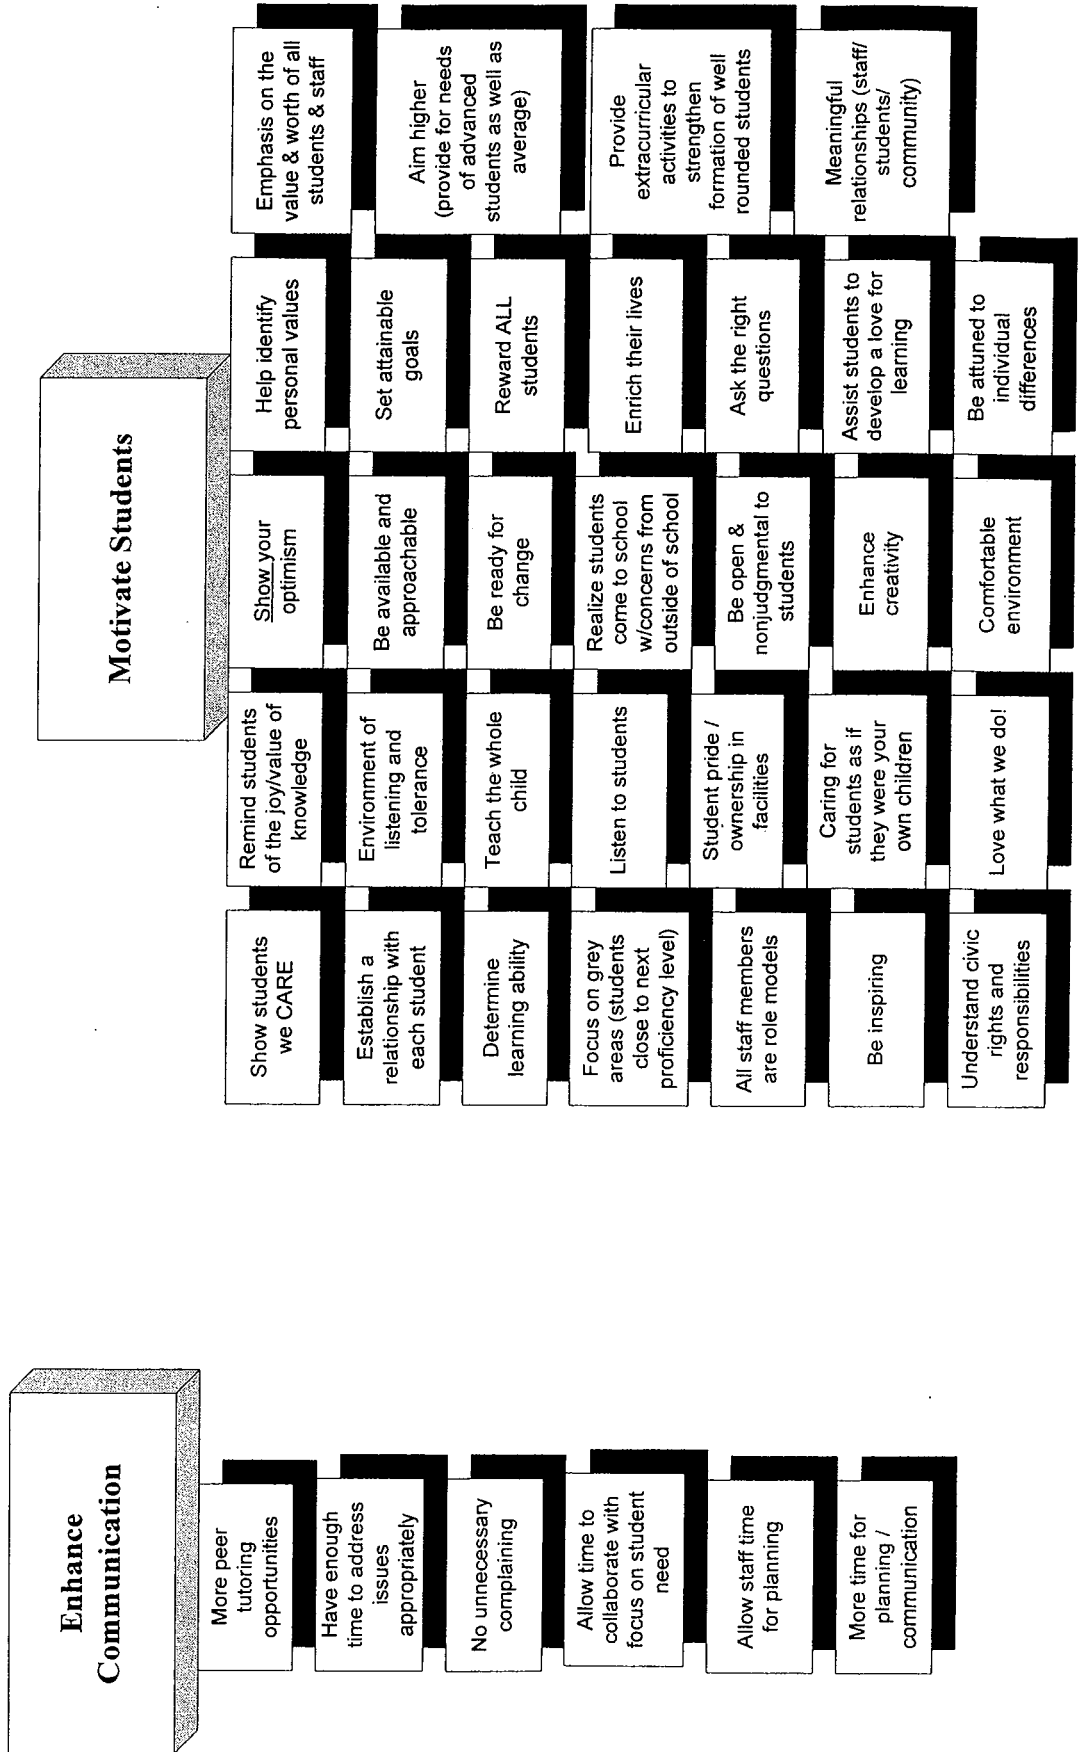 Enhance
Communication
More peer
tutoring
opportunities
Have enough
time to address
issues
appropriately
No unnecessary
complaining
Allow time to
collaborate with
focus on student
need
Allow staff time
for planning
More time for
planning /
communication
Motivate Students
Show students
we CARE
Establish a
relationship with
each student
Determine
learning ability
Focus on grey
areas (students
close to next
proficiency level)
All staff members
are role models
Be inspiring
Understand civic
rights and
responsibilities
Remind students
of the joy/value of
knowledge
Environment of
listening and
tolerance
Teach the whole
child
Listen to students
Student pride /
ownership in
facilities
Caring for
students as if
they were your
own children
Love what we do!
Show your
optimism
Be available and
approachable
Be ready for
change
Realize students
come to school
w/concerns from
outside of school
Be open &
nonjudgmental to
students
Enhance
creativity
Comfortable
environment
Help identify
personal values
Set attainable
goals
Reward ALL
students
Enrich their lives
Ask the right
questions
Assist students to
develop a love for
learning
Be attuned to
individual
differences
Emphasis on the
value & worth of all
students & staff
Aim higher
(provide for needs
of advanced
students as well as
average)
Provide
extracurricular
activities to
strengthen
formation of well
rounded students
Meaningful
relationships (staff/
students/
community)